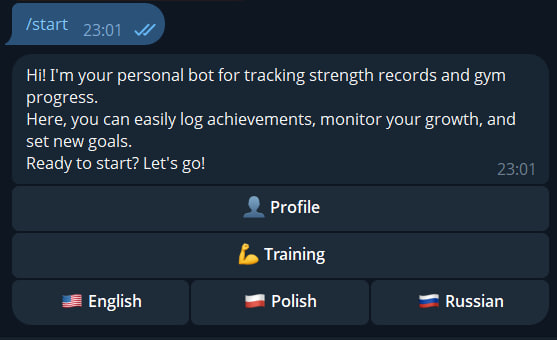 /start 23:01
Hi! I'm your personal bot for tracking strength records and gym
progress.
Here, you can easily log achievements, monitor your growth, and
set new goals.
Ready to start? Let's go!
23:01
Profile
Training
English Polish Russian